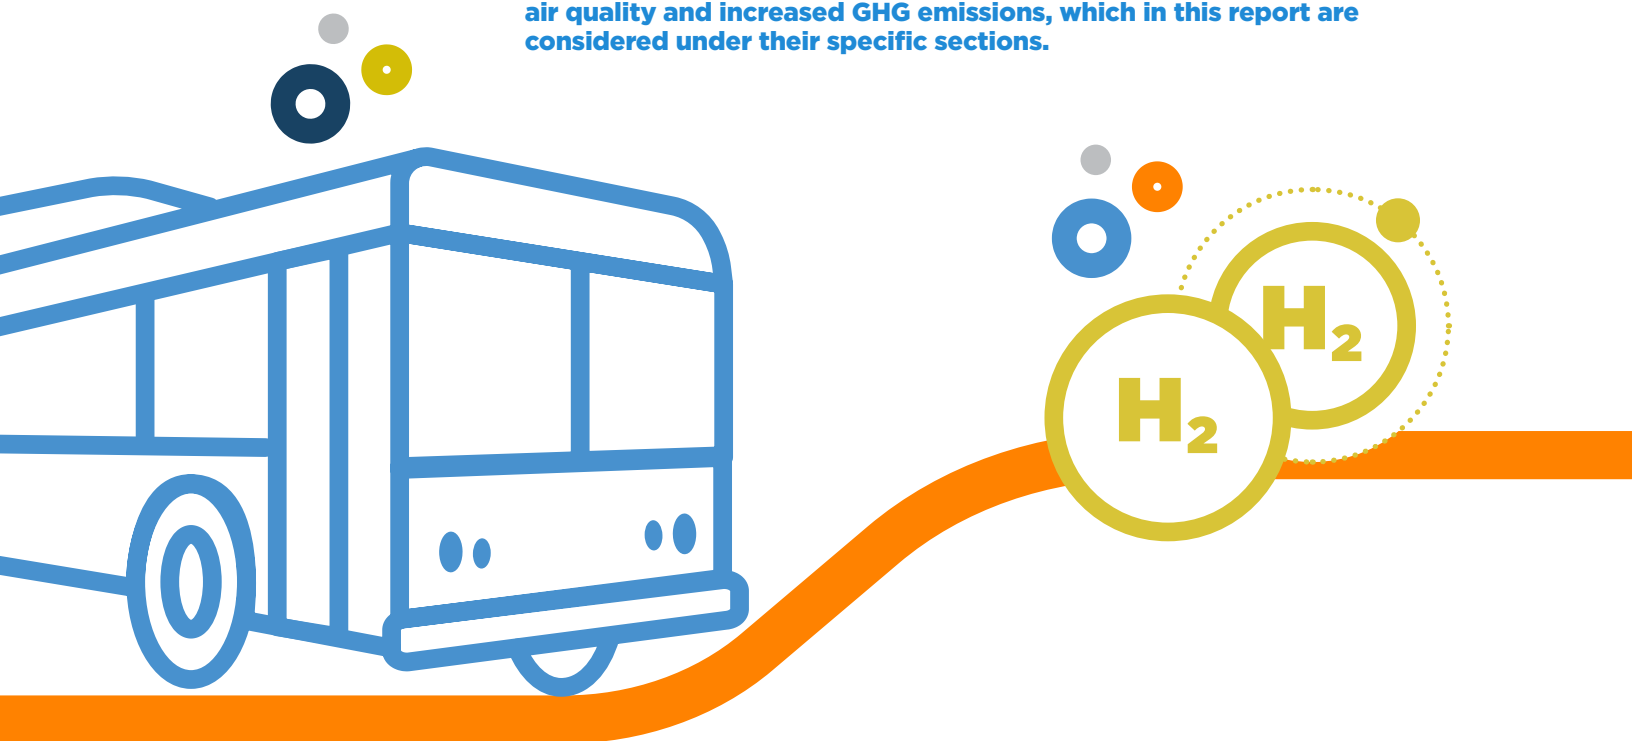 air quality and increased GHG emissions, which in this report are
considered under their specific sections.
H₂
H₂